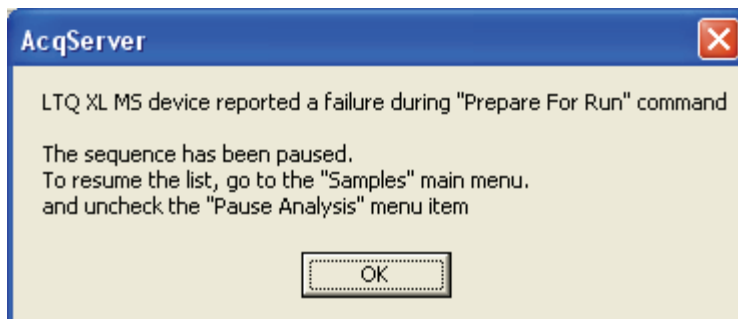 AcqServer
LTQ XL MS device reported a failure during "Prepare For Run" command
The sequence has been paused.
To resume the list, go to the "Samples" main menu.
and uncheck the "Pause Analysis" menu item
OK